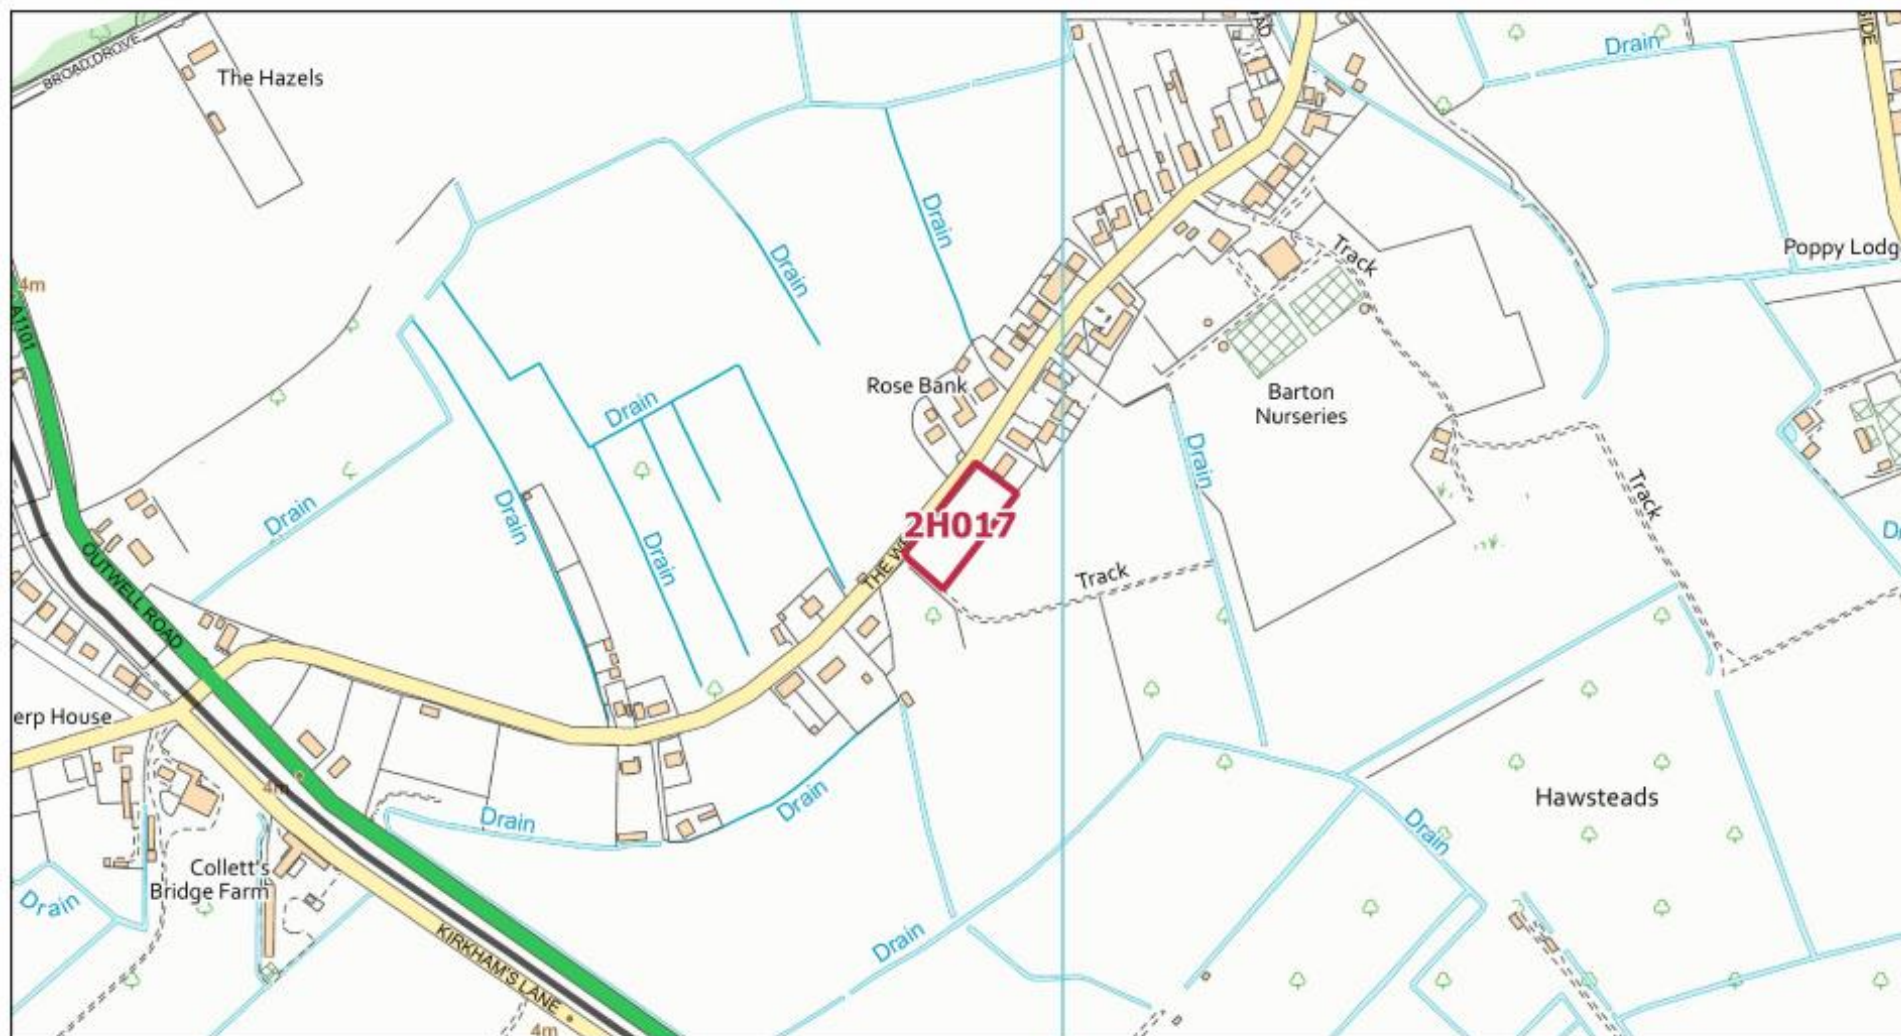 BROAD DROVE
The Hazels
Drain
SIDE
4m
A1101
Drain
Drain
Track
Poppy Lodg
Rose Bank
Drain
Barton
Nurseries
Drain
Drain
Drain
Track
2H017
Drain
THE W
Track
OUTWELL ROAD
erp House
4m
Drain
Drain
Hawsteads
Drain
Collett's
Bridge Farm
Drain
KIRKHAM'S LANE
Drain
4m